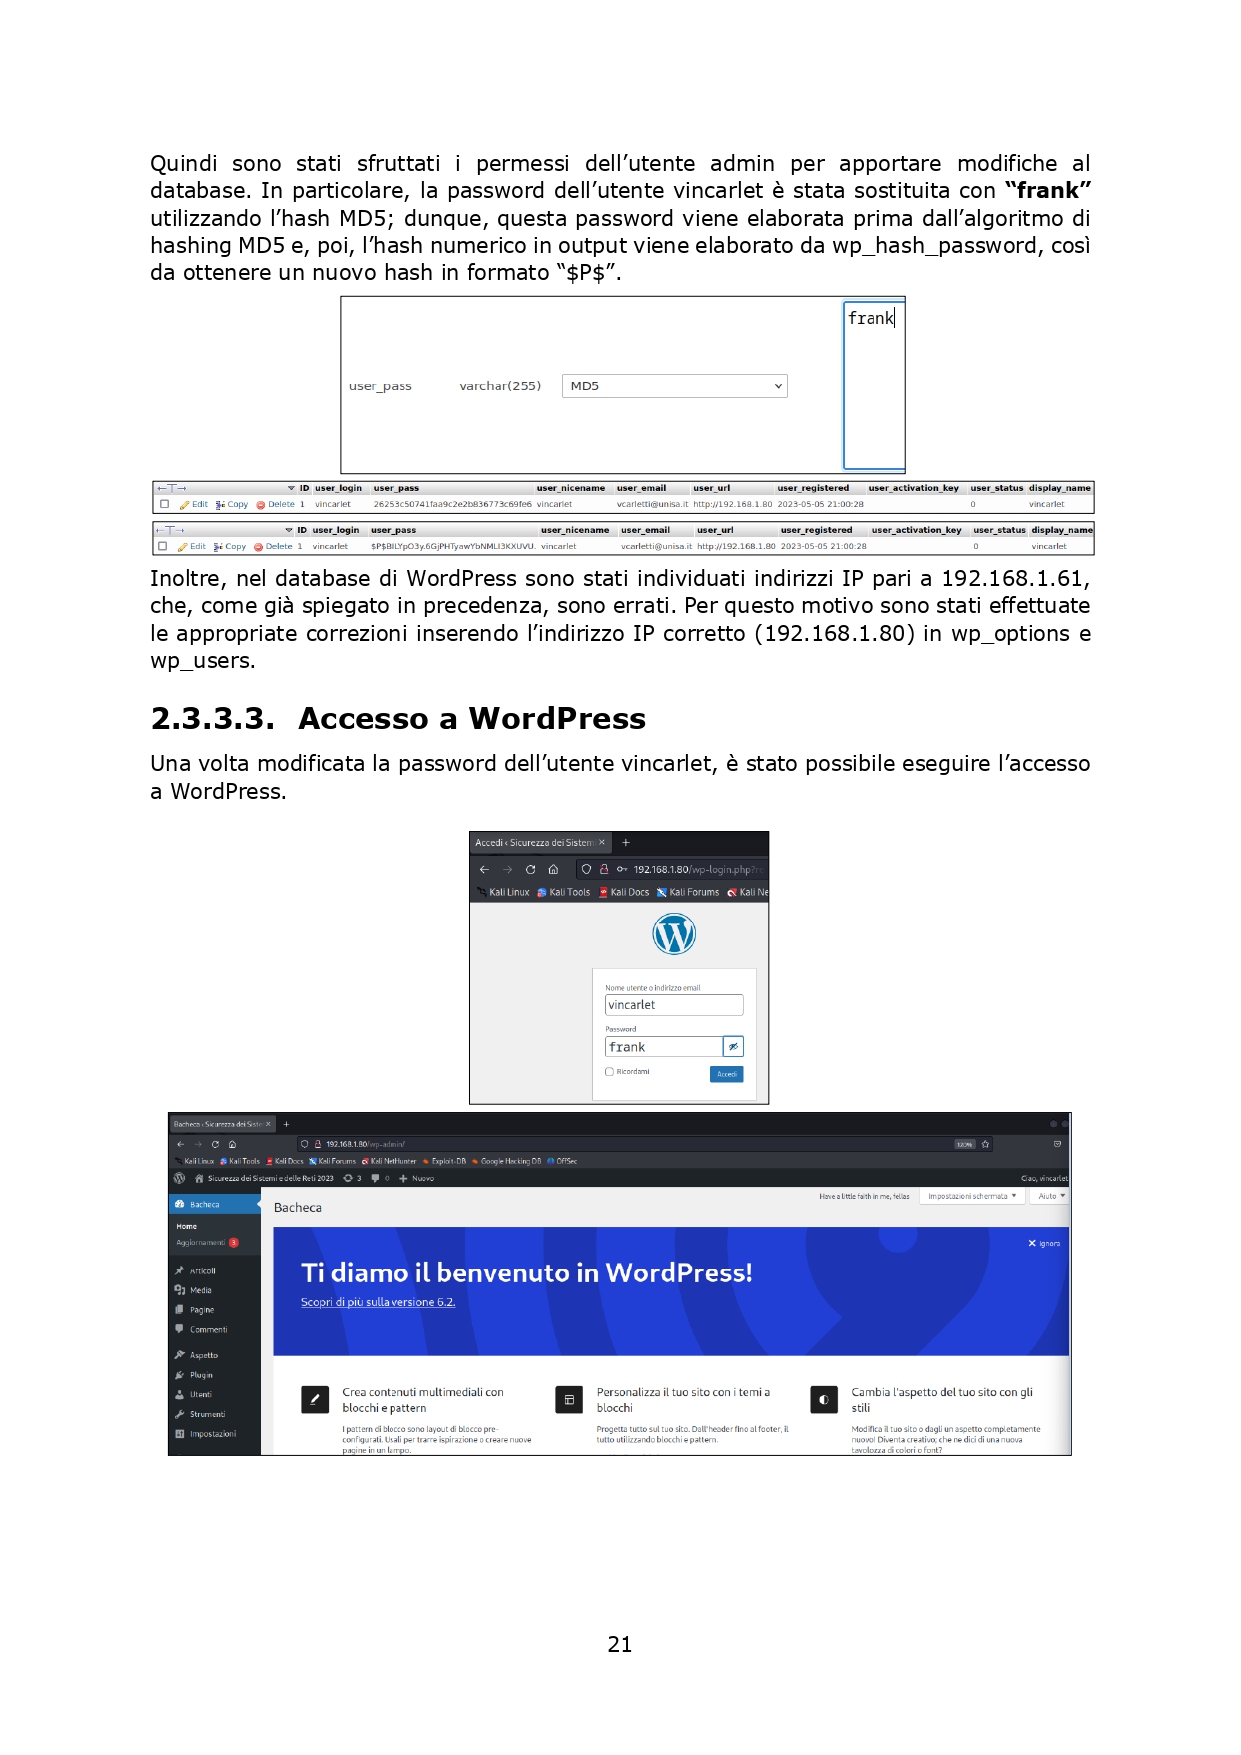 Quindi sono stati sfruttati i permessi dell’utente admin per apportare modifiche al
database. In particolare, la password dell’utente vincarlet è stata sostituita con “frank”
utilizzando l’hash MD5; dunque, questa password viene elaborata prima dall’algoritmo di
hashing MD5 e, poi, l’hash numerico in output viene elaborato da wp_hash_password, così
da ottenere un nuovo hash in formato “$P$”.
frank
user_pass varchar(255) MD5
ID user_login user_pass user_nicename user_email user_url user_registered user_activation_key user_status display_name
Edit Copy Delete 1 vincarlet 26253c50741faa9c2e2b836773c69fe6 vincarlet vcarletti@unisa.it http://192.168.1.80 2023-05-05 21:00:28 0 vincarlet
ID user_login user_pass user_nicename user_email user_url user_registered user_activation_key user_status display_name
Edit Copy Delete 1 vincarlet $P$BILYpO3y.6GjPHTyawYbNMLI3KXUVU. vincarlet vcarletti@unisa.it http://192.168.1.80 2023-05-05 21:00:28 0 vincarlet
Inoltre, nel database di WordPress sono stati individuati indirizzi IP pari a 192.168.1.61,
che, come già spiegato in precedenza, sono errati. Per questo motivo sono stati effettuate
le appropriate correzioni inserendo l’indirizzo IP corretto (192.168.1.80) in wp_options e
wp_users.
2.3.3.3. Accesso a WordPress
Una volta modificata la password dell’utente vincarlet, è stato possibile eseguire l’accesso
a WordPress.
Accedi ‹ Sicurezza dei Sistem
192.168.1.80/wp-login.php?r
Kali Linux Kali Tools Kali Docs Kali Forums Kali Ne
Nome utente o indirizzo email
vincarlet
Password
frank
Ricordami Accedi
Bacheca ‹ Sicurezza dei Siste
192.168.1.80/wp-admin/ 120%
Kali Linux Kali Tools Kali Docs Kali Forums Kali NetHunter Exploit-DB Google Hacking DB OffSec
Sicurezza dei Sistemi e delle Reti 2023 3 0 Nuovo Ciao, vincarlet
Have a little faith in me, fellas Impostazioni schermata Aiuto
Bacheca
Home
Aggiornamenti 3
Articoli
Media
Pagine
Commenti
Aspetto
Plugin
Utenti
Strumenti
Impostazioni
Bacheca
Ignora
Ti diamo il benvenuto in WordPress!
Scopri di più sulla versione 6.2.
Crea contenuti multimediali con
blocchi e pattern
I pattern di blocco sono layout di blocco pre-
configurati. Usali per trarre ispirazione o creare nuove
pagine in un lampo.
Personalizza il tuo sito con i temi a
blocchi
Progetta tutto sul tuo sito. Dall'header fino al footer, il
tutto utilizzando blocchi e pattern.
Cambia l'aspetto del tuo sito con gli
stili
Modifica il tuo sito o dagli un aspetto completamente
nuovo! Diventa creativo; che ne dici di una nuova
tavolozza di colori o font?
21